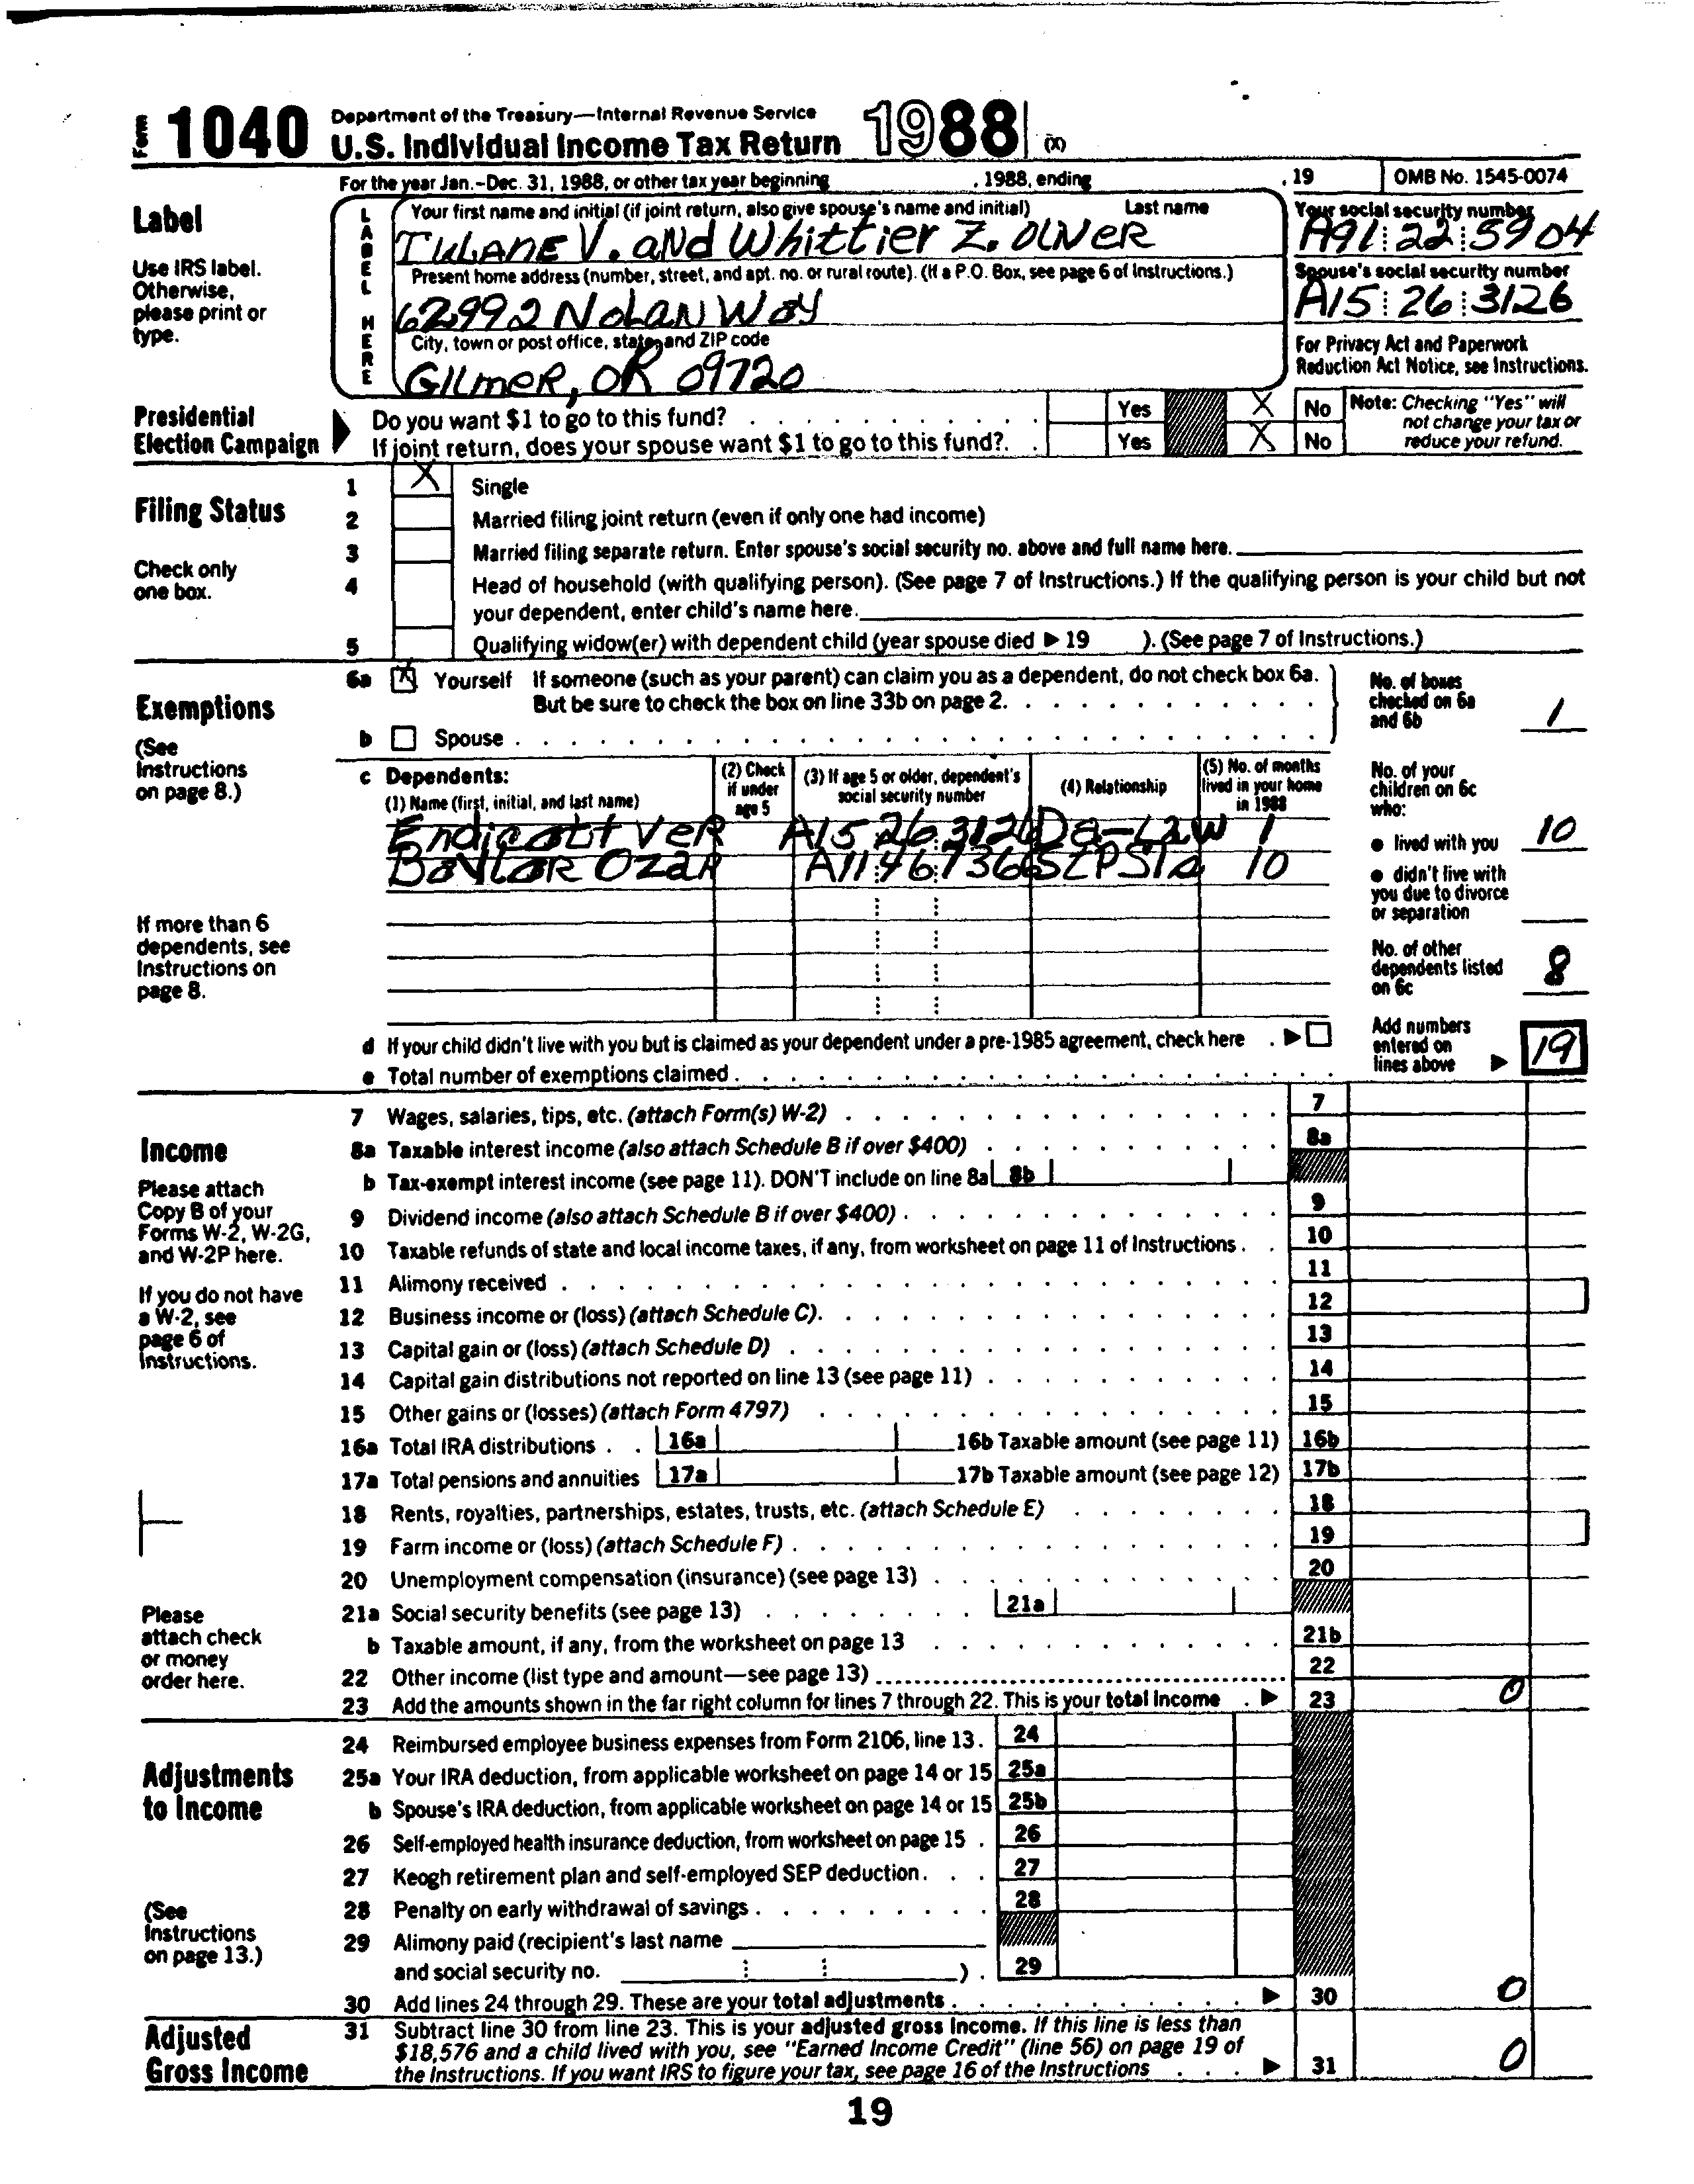 Form 1040 Department of the Treasury—Internal Revenue Service
U.S. Individual Income Tax Return 1988 (X)
For the year Jan.-Dec. 31, 1988, or other tax year beginning , 1988, ending , 19 OMB No. 1545-0074
Label
Use IRS label. Otherwise, please print or type.
LABEL HERE
Your first name and initial (if joint return, also give spouse's name and initial) Last name
TULANE V. and Whittier Z. OLIVER
Your social security number
A91 22 5904
Present home address (number, street, and apt. no. or rural route). (If a P.O. Box, see page 6 of Instructions.)
62992 NOLAN WAY
Spouse's social security number
A15 26 3126
City, town or post office, state, and ZIP code
GILMER, OR 09720
For Privacy Act and Paperwork Reduction Act Notice, see Instructions.
Presidential Election Campaign
Do you want $1 to go to this fund? Yes X No
If joint return, does your spouse want $1 to go to this fund? Yes X No
Note: Checking "Yes" will not change your tax or reduce your refund.
Filing Status
Check only one box.
1 X Single
2 Married filing joint return (even if only one had income)
3 Married filing separate return. Enter spouse's social security no. above and full name here.
4 Head of household (with qualifying person). (See page 7 of Instructions.) If the qualifying person is your child but not
your dependent, enter child's name here.
5 Qualifying widow(er) with dependent child (year spouse died ▶ 19 ). (See page 7 of Instructions.)
Exemptions
(See Instructions on page 8.)
6a X Yourself If someone (such as your parent) can claim you as a dependent, do not check box 6a.
But be sure to check the box on line 33b on page 2.
b Spouse
No. of boxes checked on 6a and 6b 1
c Dependents:
(1) Name (first, initial, and last name)
(2) Check if under age 5
(3) If age 5 or older, dependent's social security number
(4) Relationship
(5) No. of months lived in your home in 1988
Endicott VER A15 26 3126 Da-LAW 1
BAYLOR OZAR A11 46 7366 STPSIS 10
No. of your children on 6c who:
● lived with you 10
● didn't live with you due to divorce or separation
No. of other dependents listed on 6c 8
If more than 6 dependents, see Instructions on page 8.
d If your child didn't live with you but is claimed as your dependent under a pre-1985 agreement, check here ▶
e Total number of exemptions claimed
Add numbers entered on lines above ▶ 19
Income
Please attach Copy B of your Forms W-2, W-2G, and W-2P here.
If you do not have a W-2, see page 6 of Instructions.
Please attach check or money order here.
7 Wages, salaries, tips, etc. (attach Form(s) W-2) 7
8a Taxable interest income (also attach Schedule B if over $400) 8a
b Tax-exempt interest income (see page 11). DON'T include on line 8a 8b
9 Dividend income (also attach Schedule B if over $400) 9
10 Taxable refunds of state and local income taxes, if any, from worksheet on page 11 of Instructions 10
11 Alimony received 11
12 Business income or (loss) (attach Schedule C) 12
13 Capital gain or (loss) (attach Schedule D) 13
14 Capital gain distributions not reported on line 13 (see page 11) 14
15 Other gains or (losses) (attach Form 4797) 15
16a Total IRA distributions 16a 16b Taxable amount (see page 11) 16b
17a Total pensions and annuities 17a 17b Taxable amount (see page 12) 17b
18 Rents, royalties, partnerships, estates, trusts, etc. (attach Schedule E) 18
19 Farm income or (loss) (attach Schedule F) 19
20 Unemployment compensation (insurance) (see page 13) 20
21a Social security benefits (see page 13) 21a
b Taxable amount, if any, from the worksheet on page 13 21b
22 Other income (list type and amount—see page 13) 22
23 Add the amounts shown in the far right column for lines 7 through 22. This is your total income ▶ 23 0
Adjustments to Income
(See Instructions on page 13.)
24 Reimbursed employee business expenses from Form 2106, line 13. 24
25a Your IRA deduction, from applicable worksheet on page 14 or 15 25a
b Spouse's IRA deduction, from applicable worksheet on page 14 or 15 25b
26 Self-employed health insurance deduction, from worksheet on page 15 26
27 Keogh retirement plan and self-employed SEP deduction 27
28 Penalty on early withdrawal of savings 28
29 Alimony paid (recipient's last name
and social security no. ) 29
30 Add lines 24 through 29. These are your total adjustments ▶ 30 0
Adjusted Gross Income
31 Subtract line 30 from line 23. This is your adjusted gross income. If this line is less than
$18,576 and a child lived with you, see "Earned Income Credit" (line 56) on page 19 of
the Instructions. If you want IRS to figure your tax, see page 16 of the Instructions ▶ 31 0
19